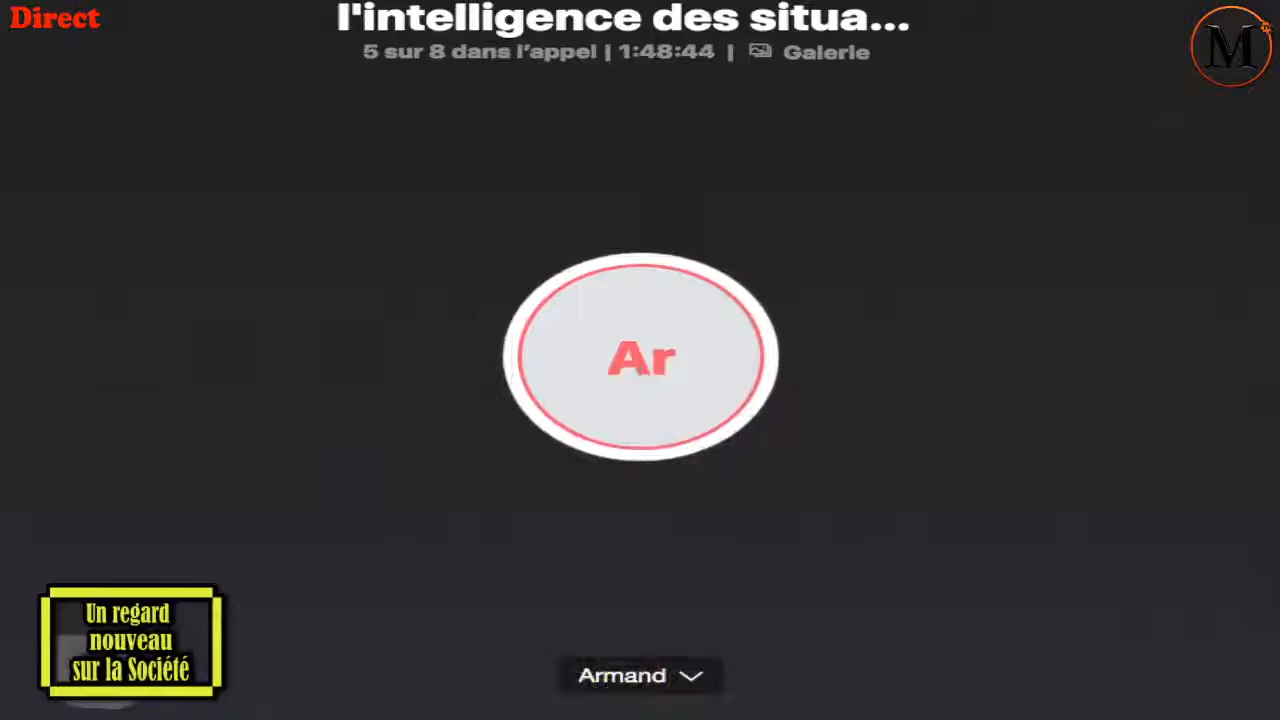 Direct
l'intelligence des situa...
M
5 sur 8 dans l’appel | 1:48:44 | Galerie
Ar
Un regard
nouveau
sur la Société
Armand